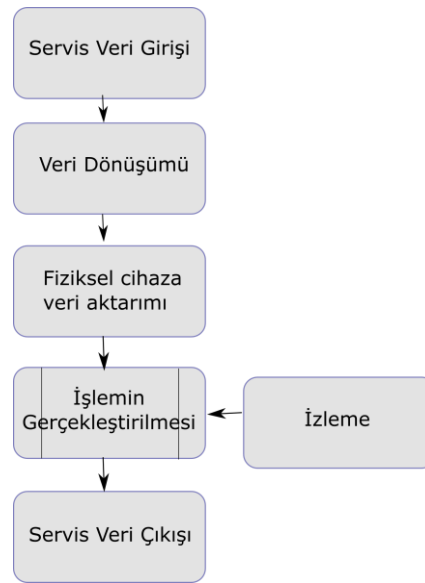 Servis Veri Girişi
Veri Dönüşümü
Fiziksel cihaza
veri aktarımı
İşlemin
Gerçekleştirilmesi
İzleme
Servis Veri Çıkışı